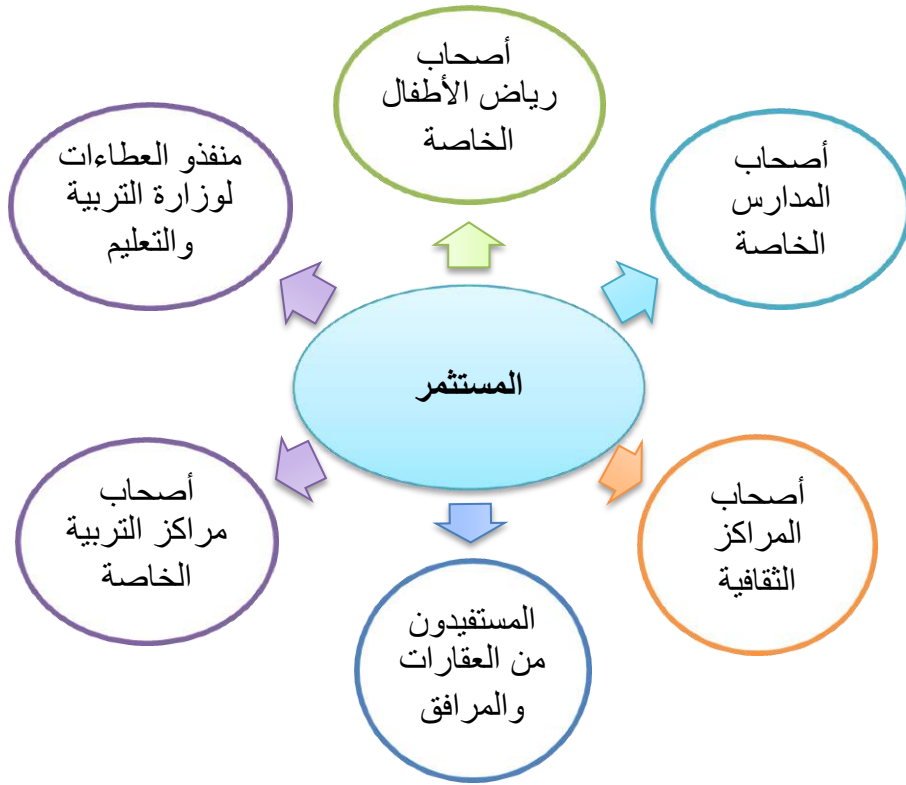 أصحاب
رياض الأطفال
الخاصة
أصحاب
المدارس
الخاصة
منفذو العطاءات
لوزارة التربية
والتعليم
المستثمر
أصحاب
المراكز
الثقافية
أصحاب
مراكز التربية
الخاصة
المستفيدون
من العقارات
والمرافق